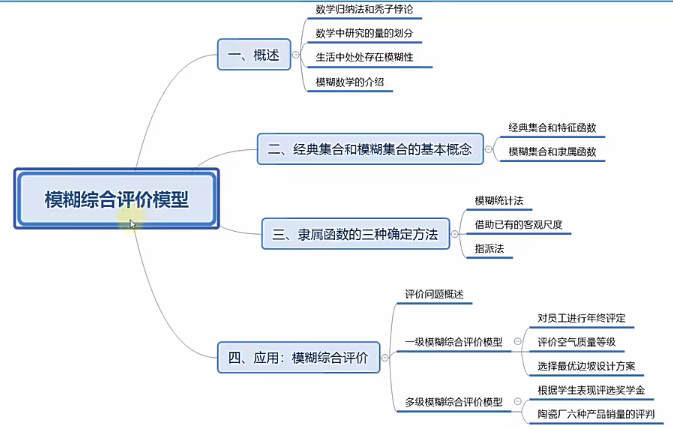 模糊综合评价模型
一、概述
数学归纳法和秃子悖论
数学中研究的量的划分
生活中处处存在模糊性
模糊数学的介绍
二、经典集合和模糊集合的基本概念
经典集合和特征函数
模糊集合和隶属函数
三、隶属函数的三种确定方法
模糊统计法
借助已有的客观尺度
指派法
四、应用：模糊综合评价
评价问题概述
一级模糊综合评价模型
对员工进行年终评定
评价空气质量等级
选择最优边坡设计方案
多级模糊综合评价模型
根据学生表现评选奖学金
陶瓷厂六种产品销量的评判